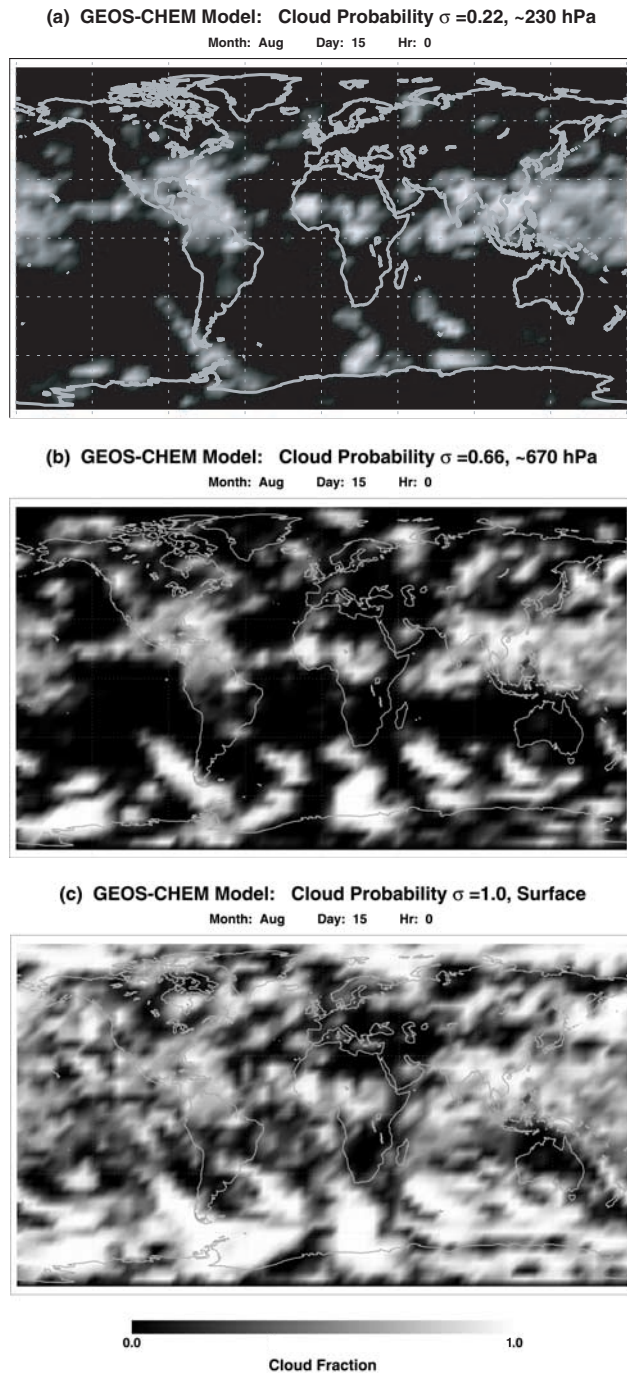 (a) GEOS-CHEM Model: Cloud Probability σ =0.22, ~230 hPa
Month: Aug Day: 15 Hr: 0
(b) GEOS-CHEM Model: Cloud Probability σ =0.66, ~670 hPa
Month: Aug Day: 15 Hr: 0
(c) GEOS-CHEM Model: Cloud Probability σ =1.0, Surface
Month: Aug Day: 15 Hr: 0
0.0 1.0
Cloud Fraction